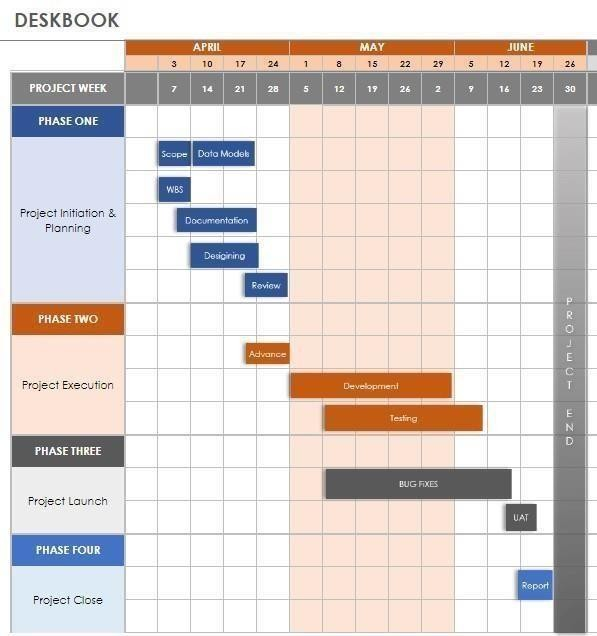 DESKBOOK
APRIL MAY JUNE
3 10 17 24 1 8 15 22 29 5 12 19 26
PROJECT WEEK 7 14 21 28 5 12 19 26 2 9 16 23 30
PHASE ONE
Scope Data Models
WBS
Project Initiation &
Planning
Documentation
Desigining
Review
PHASE TWO
Advance
Project Execution
Development
Testing
PHASE THREE
BUG FiXES
Project Launch
UAT
PHASE FOUR
Report
Project Close
PROJECT END